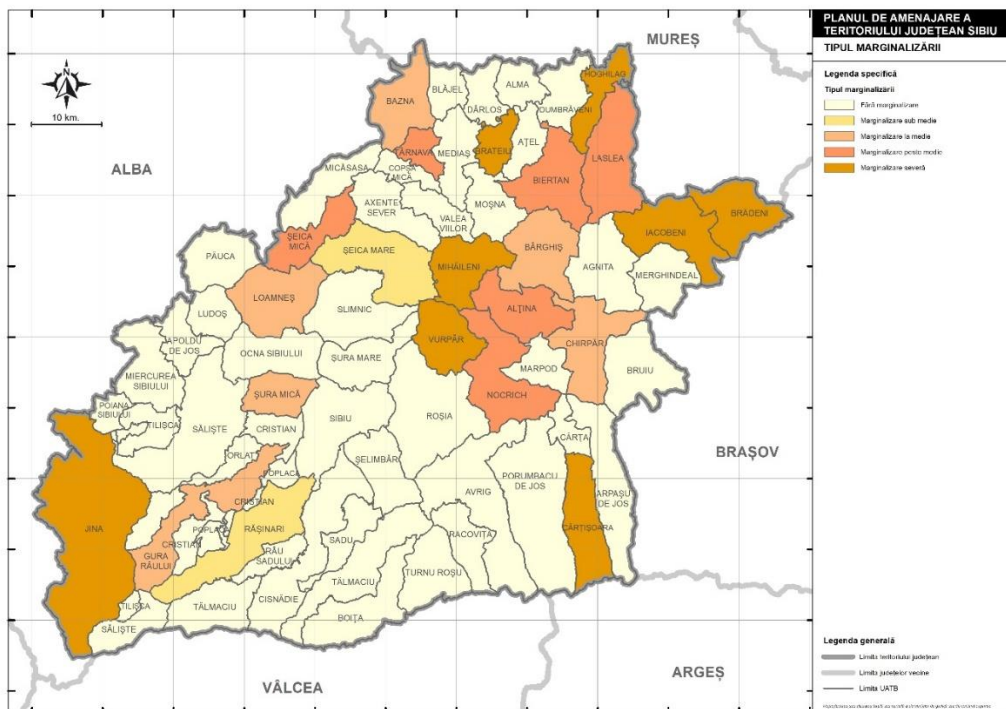 PLANUL DE AMENAJARE A
TERITORIULUI JUDEȚEAN SIBIU
TIPUL MARGINALIZĂRII
Legenda specifică
Tipul marginalizării
Fără marginalizare
Marginalizare sub medie
Marginalizare la medie
Marginalizare peste medie
Marginalizare severă
N
10 km.
MUREȘ
ALBA
BRAȘOV
ARGEȘ
VÂLCEA
HOGHILAG
ALMA
BLĂJEL
BAZNA
DÂRLOS
DUMBRĂVENI
TÂRNAVA
MEDIAȘ
BRATEIU
AȚEL
LASLEA
MICĂSASA
COPȘA
MICĂ
BIERTAN
AXENTE
SEVER
MOȘNA
VALEA
VIILOR
BRĂDENI
IACOBENI
ȘEICA
MICĂ
ȘEICA MARE
BÂRGHIȘ
PĂUCA
MIHĂILENI
AGNITA
MERGHINDEAL
LOAMNEȘ
SLIMNIC
ALȚINA
LUDOȘ
VURPĂR
CHIRPĂR
APOLDU
DE JOS
OCNA SIBIULUI
ȘURA MARE
MARPOD
BRUIU
MIERCUREA
SIBIULUI
ȘURA MICĂ
NOCRICH
POIANA
SIBIULUI
TILIȘCA
SĂLIȘTE
CRISTIAN
SIBIU
ROȘIA
ORLAT
POPLACA
ȘELIMBĂR
CÂRȚA
PORUMBACU
DE JOS
AVRIG
ARPAȘU
DE JOS
CRISTIAN
JINA
RĂȘINARI
POPLACA
CRISTIAN
CÂRȚIȘOARA
RACOVIȚA
SADU
GURA
RÂULUI
RÂU
SADULUI
TĂLMACIU
TURNU ROȘU
CISNĂDIE
TILIȘCA
TĂLMACIU
BOIȚA
SĂLIȘTE
Legenda generală
Limita teritoriului județean
Limita județelor vecine
Limita UATB